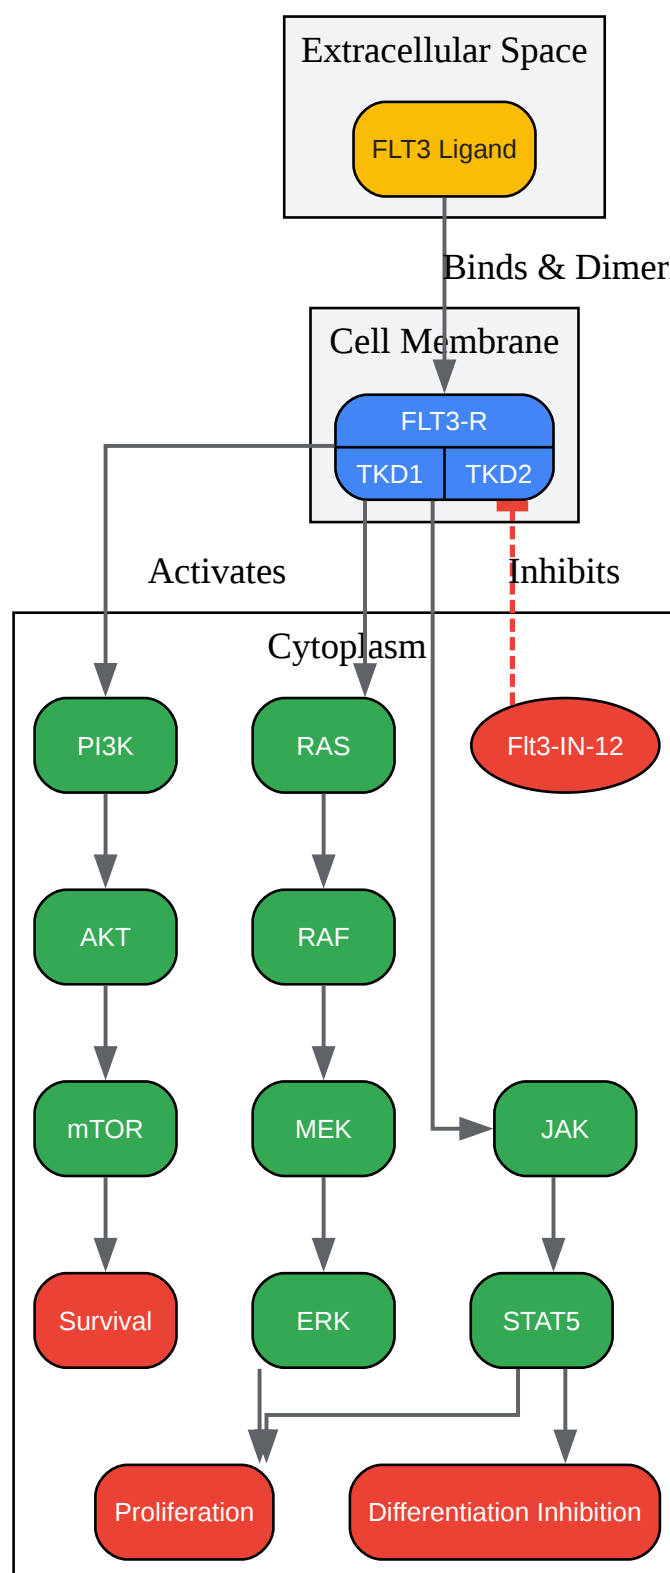 Extracellular Space
FLT3 Ligand
Binds & Dimer
Cell Membrane
FLT3-R
TKD1
TKD2
Activates
Inhibits
Cytoplasm
PI3K
RAS
Flt3-IN-12
AKT
RAF
mTOR
MEK
JAK
Survival
ERK
STAT5
Proliferation
Differentiation Inhibition